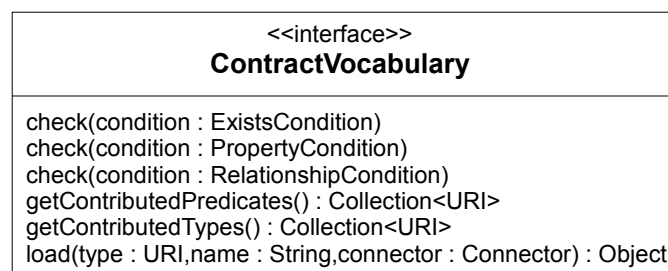 <<interface>>
ContractVocabulary
check(condition : ExistsCondition)
check(condition : PropertyCondition)
check(condition : RelationshipCondition)
getContributedPredicates() : Collection<URI>
getContributedTypes() : Collection<URI>
load(type : URI,name : String,connector : Connector) : Object